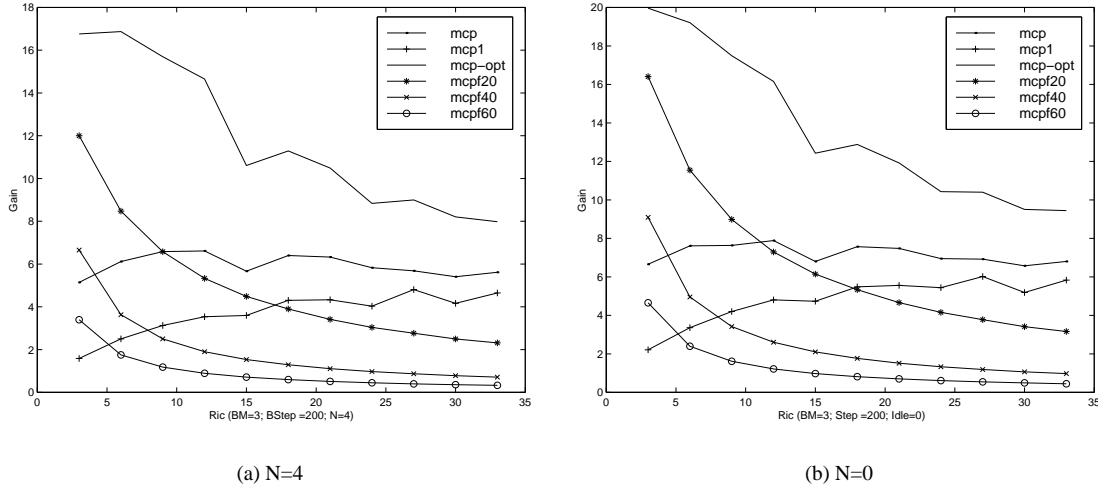 18
16
14
12
10
8
6
4
2
0
Gain
0 5 10 15 20 25 30 35
Ric (BM=3; BStep =200; N=4)
mcp
mcp1
mcp−opt
mcpf20
mcpf40
mcpf60
(a) N=4
20
18
16
14
12
10
8
6
4
2
0
Gain
0 5 10 15 20 25 30 35
Ric (BM=3; Step =200; Idle=0)
mcp
mcp1
mcp−opt
mcpf20
mcpf40
mcpf60
(b) N=0